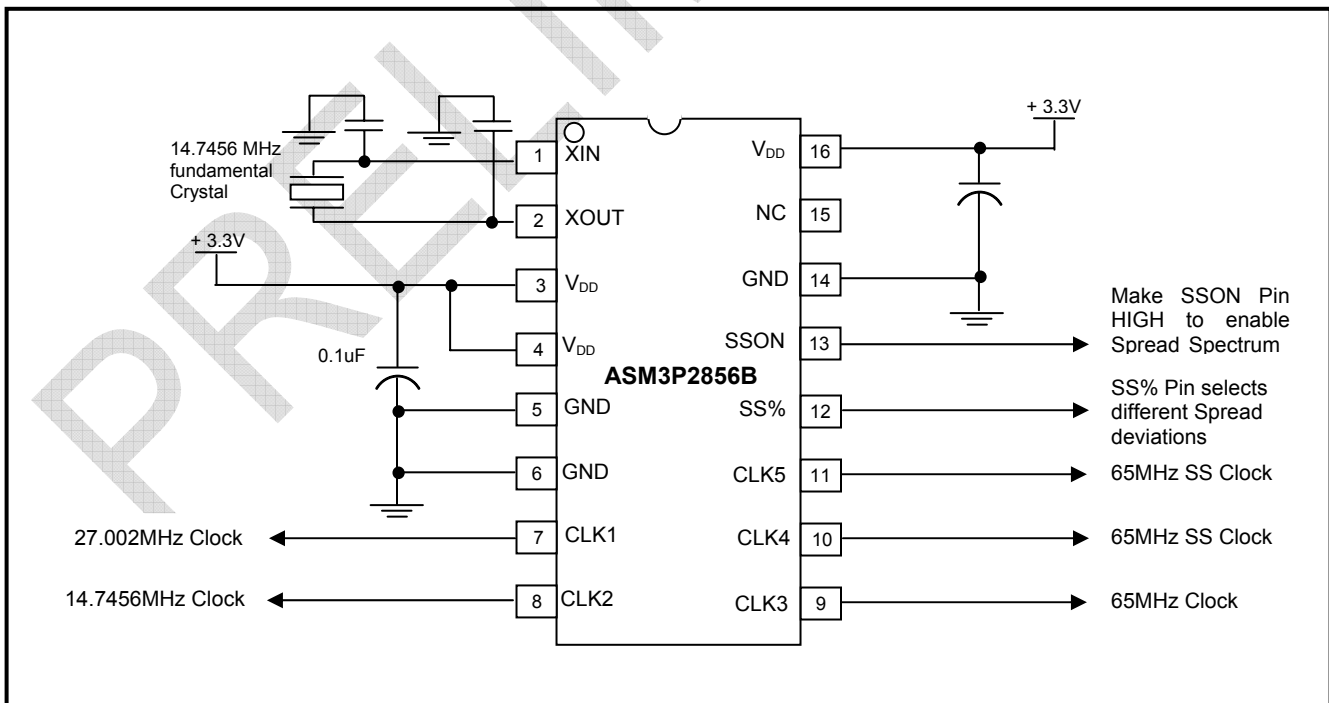 PRELIM
14.7456 MHz
fundamental
Crystal
+ 3.3V
0.1uF
27.002MHz Clock
14.7456MHz Clock
1 XIN
2 XOUT
3 VDD
4 VDD
5 GND
6 GND
7 CLK1
8 CLK2
ASM3P2856B
VDD 16
NC 15
GND 14
SSON 13
SS% 12
CLK5 11
CLK4 10
CLK3 9
+ 3.3V
Make SSON Pin
HIGH to enable
Spread Spectrum
SS% Pin selects
different Spread
deviations
65MHz SS Clock
65MHz SS Clock
65MHz Clock